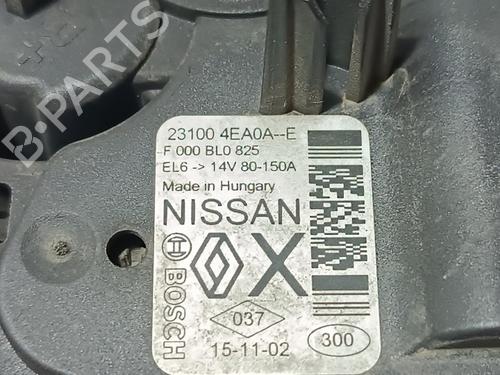 B-PARTS
23100 4EA0A--E
F 000 BL0 825
EL6 -> 14V 80-150A
Made in Hungary
NISSAN
X
BOSCH
037
15-11-02
300